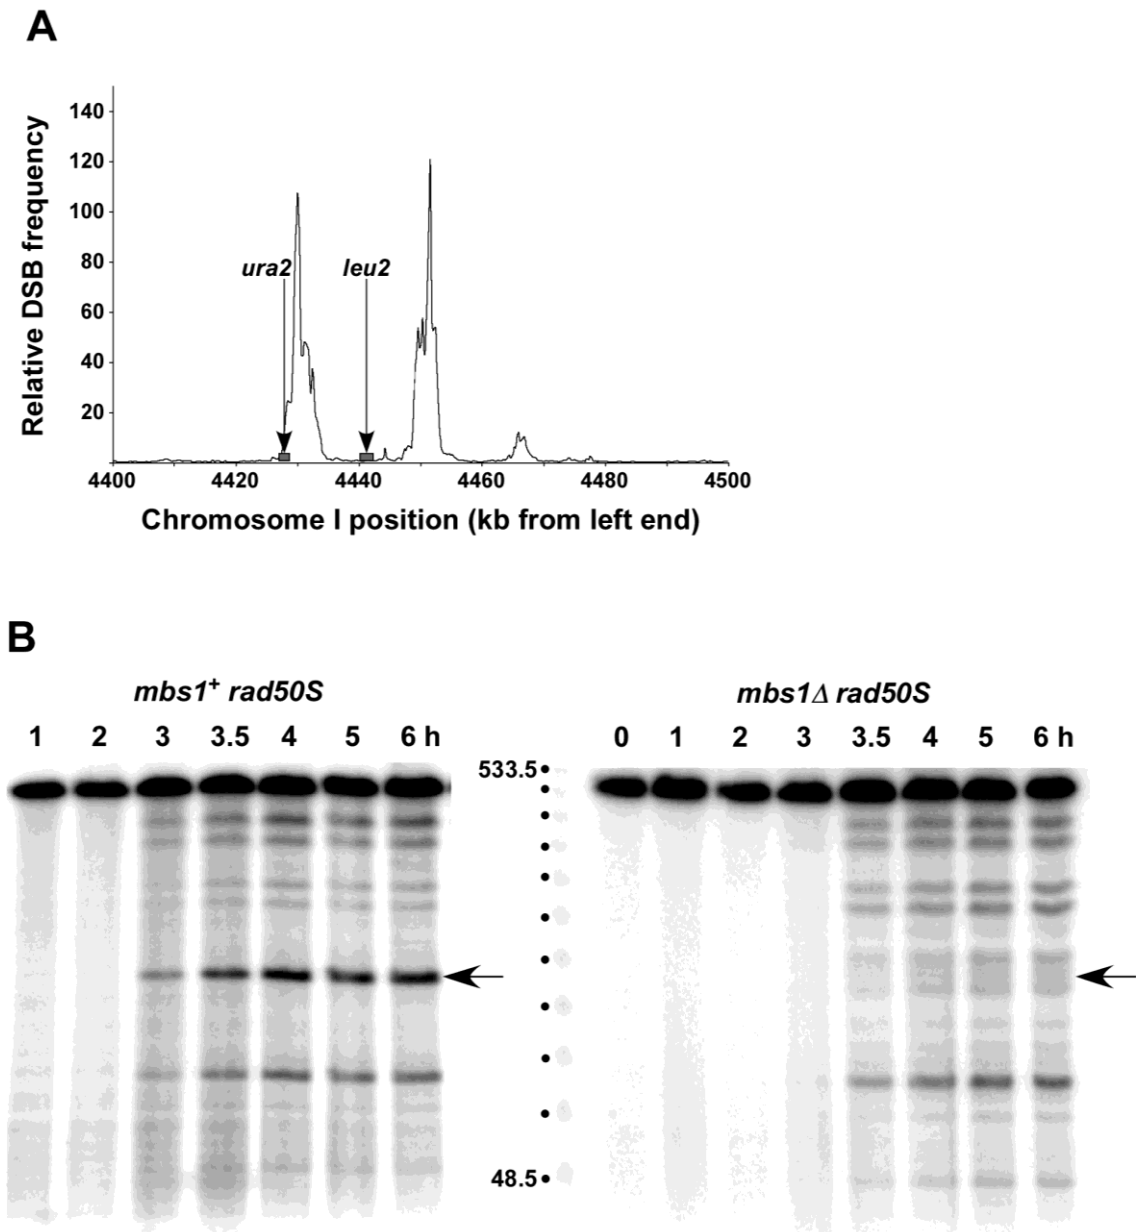 A
Relative DSB frequency
140
120
100
80
60
40
20
ura2
leu2
4400 4420 4440 4460 4480 4500
Chromosome I position (kb from left end)
B
mbs1+ rad50S
mbs1Δ rad50S
1 2 3 3.5 4 5 6 h
0 1 2 3 3.5 4 5 6 h
533.5
48.5